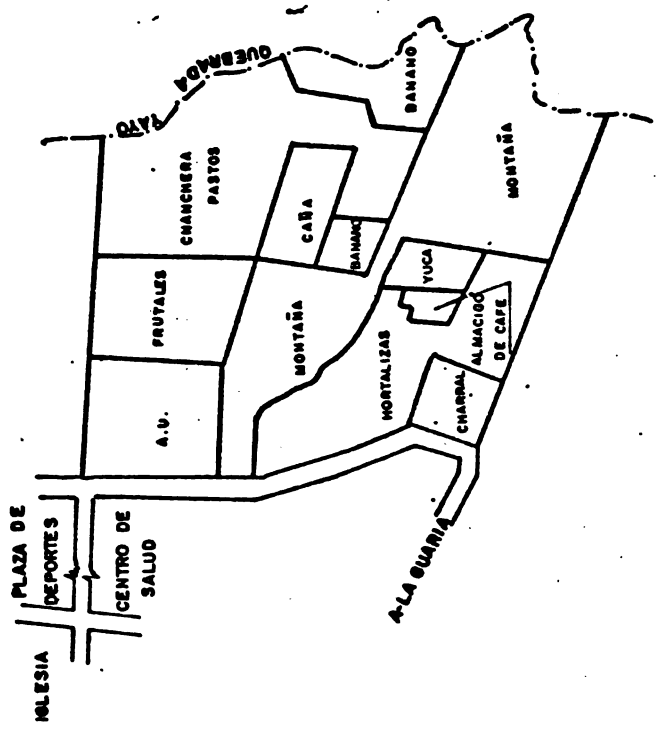 QUEBRADA
YAYO
BANANO
CHANCHERA
PASTOS
MONTAÑA
CAÑA
BANANO
FRUTALES
YUCA
MONTAÑA
HORTALIZAS
ALMACIGO
DE CAFE
CHARRAL
A.U.
PLAZA DE
DEPORTES
CENTRO DE
SALUD
A-LA GUARIA
IGLESIA